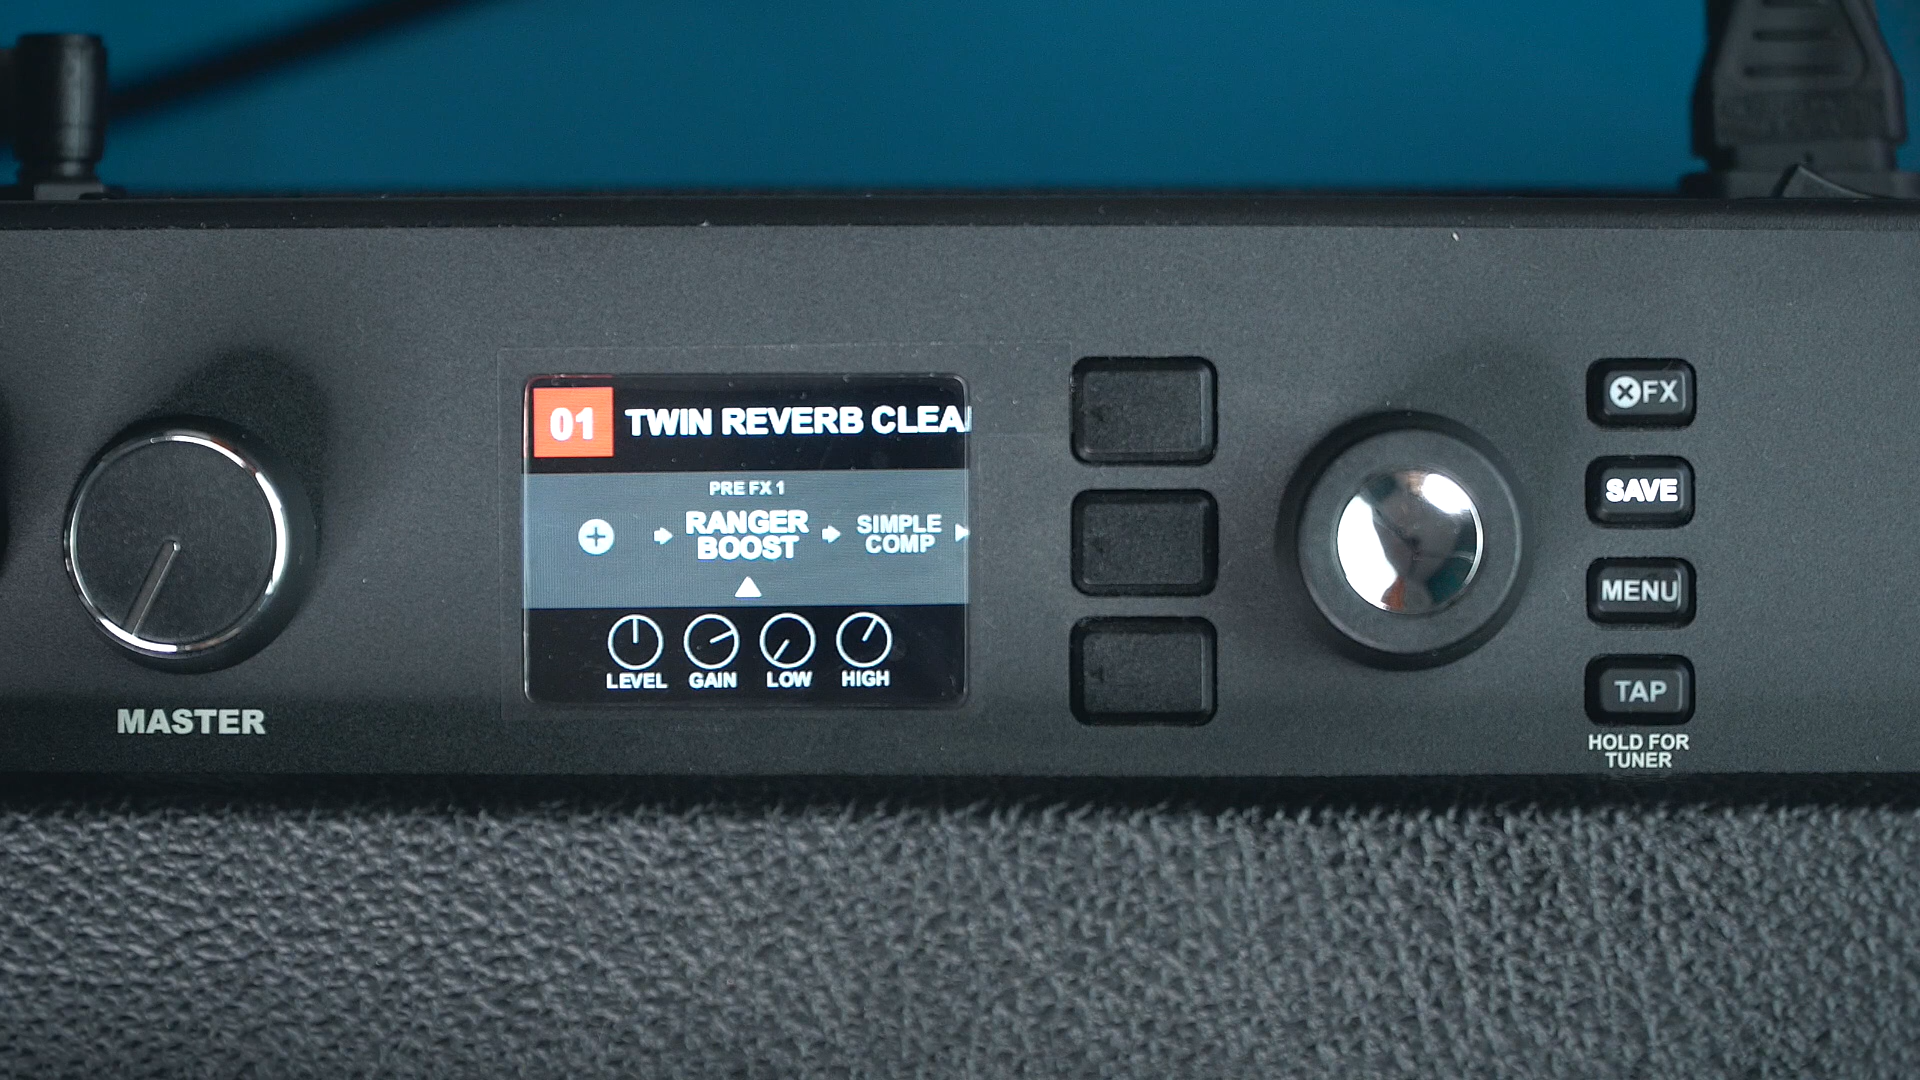 01 TWIN REVERB CLEA
PRE FX 1
RANGER
BOOST
SIMPLE
COMP
LEVEL GAIN LOW HIGH
MASTER
FX
SAVE
MENU
TAP
HOLD FOR
TUNER